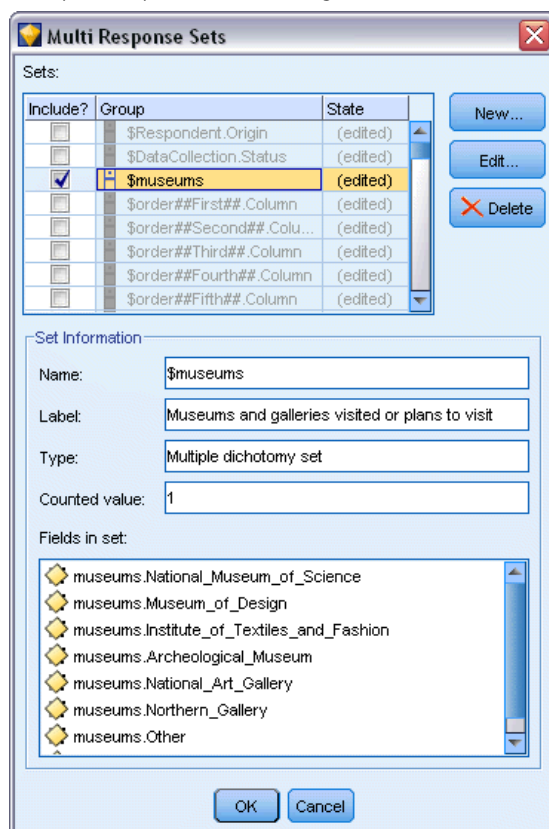 Multi Response Sets
Sets:
Include? Group State
$Respondent.Origin (edited)
$DataCollection.Status (edited)
$museums (edited)
$order##First##.Column (edited)
$order##Second##.Colu... (edited)
$order##Third##.Column (edited)
$order##Fourth##.Column (edited)
$order##Fifth##.Column (edited)
New...
Edit...
Delete
Set Information
Name: $museums
Label: Museums and galleries visited or plans to visit
Type: Multiple dichotomy set
Counted value: 1
Fields in set:
museums.National_Museum_of_Science
museums.Museum_of_Design
museums.Institute_of_Textiles_and_Fashion
museums.Archeological_Museum
museums.National_Art_Gallery
museums.Northern_Gallery
museums.Other
OK Cancel